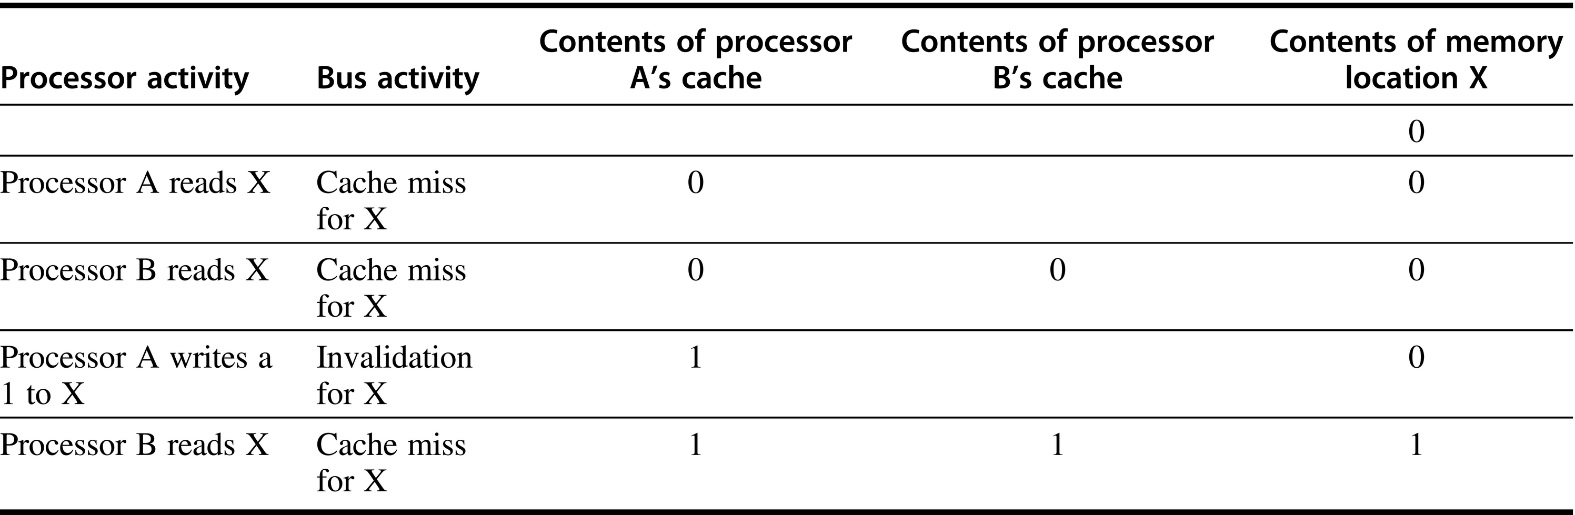 Processor activity Bus activity Contents of processor A’s cache Contents of processor B’s cache Contents of memory location X
0
Processor A reads X Cache miss for X 0 0
Processor B reads X Cache miss for X 0 0 0
Processor A writes a 1 to X Invalidation for X 1 0
Processor B reads X Cache miss for X 1 1 1